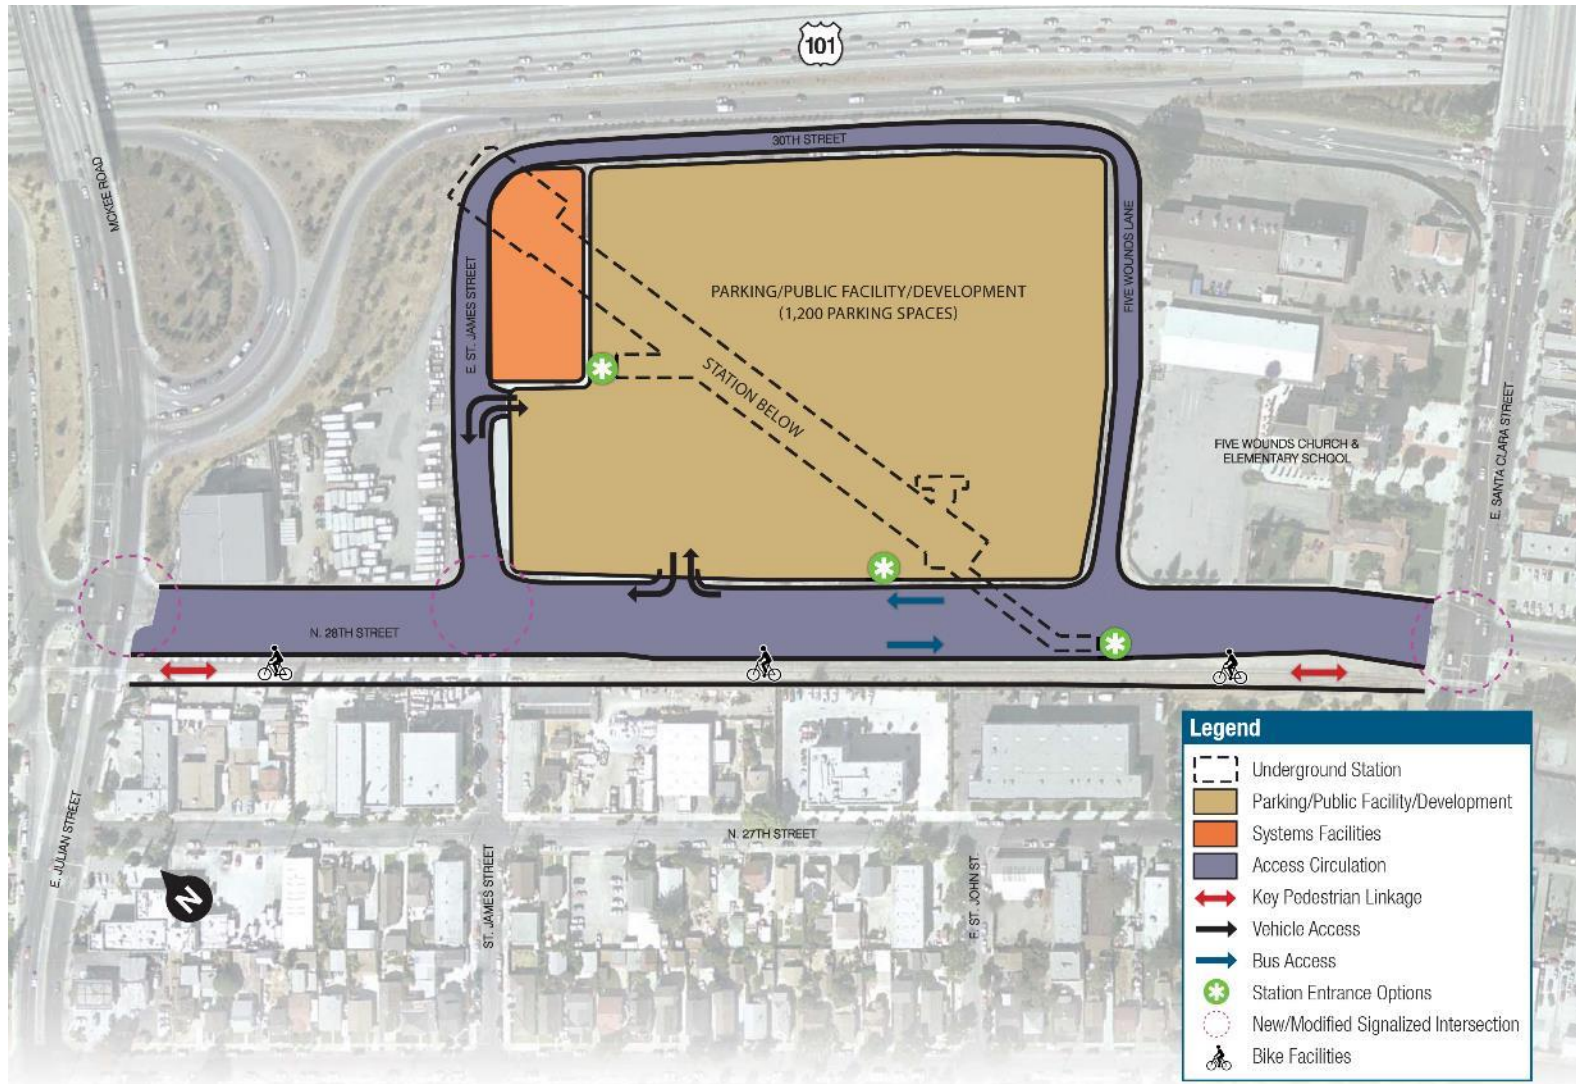 101
30TH STREET
MCKEE ROAD
E. ST. JAMES STREET
FIVE WOUNDS LANE
PARKING/PUBLIC FACILITY/DEVELOPMENT
(1,200 PARKING SPACES)
STATION BELOW
FIVE WOUNDS CHURCH &
ELEMENTARY SCHOOL
E. SANTA CLARA STREET
N. 28TH STREET
N. 27TH STREET
E. JULIAN STREET
ST. JAMES STREET
E. ST. JOHN ST.
N
Legend
Underground Station
Parking/Public Facility/Development
Systems Facilities
Access Circulation
Key Pedestrian Linkage
Vehicle Access
Bus Access
Station Entrance Options
New/Modified Signalized Intersection
Bike Facilities